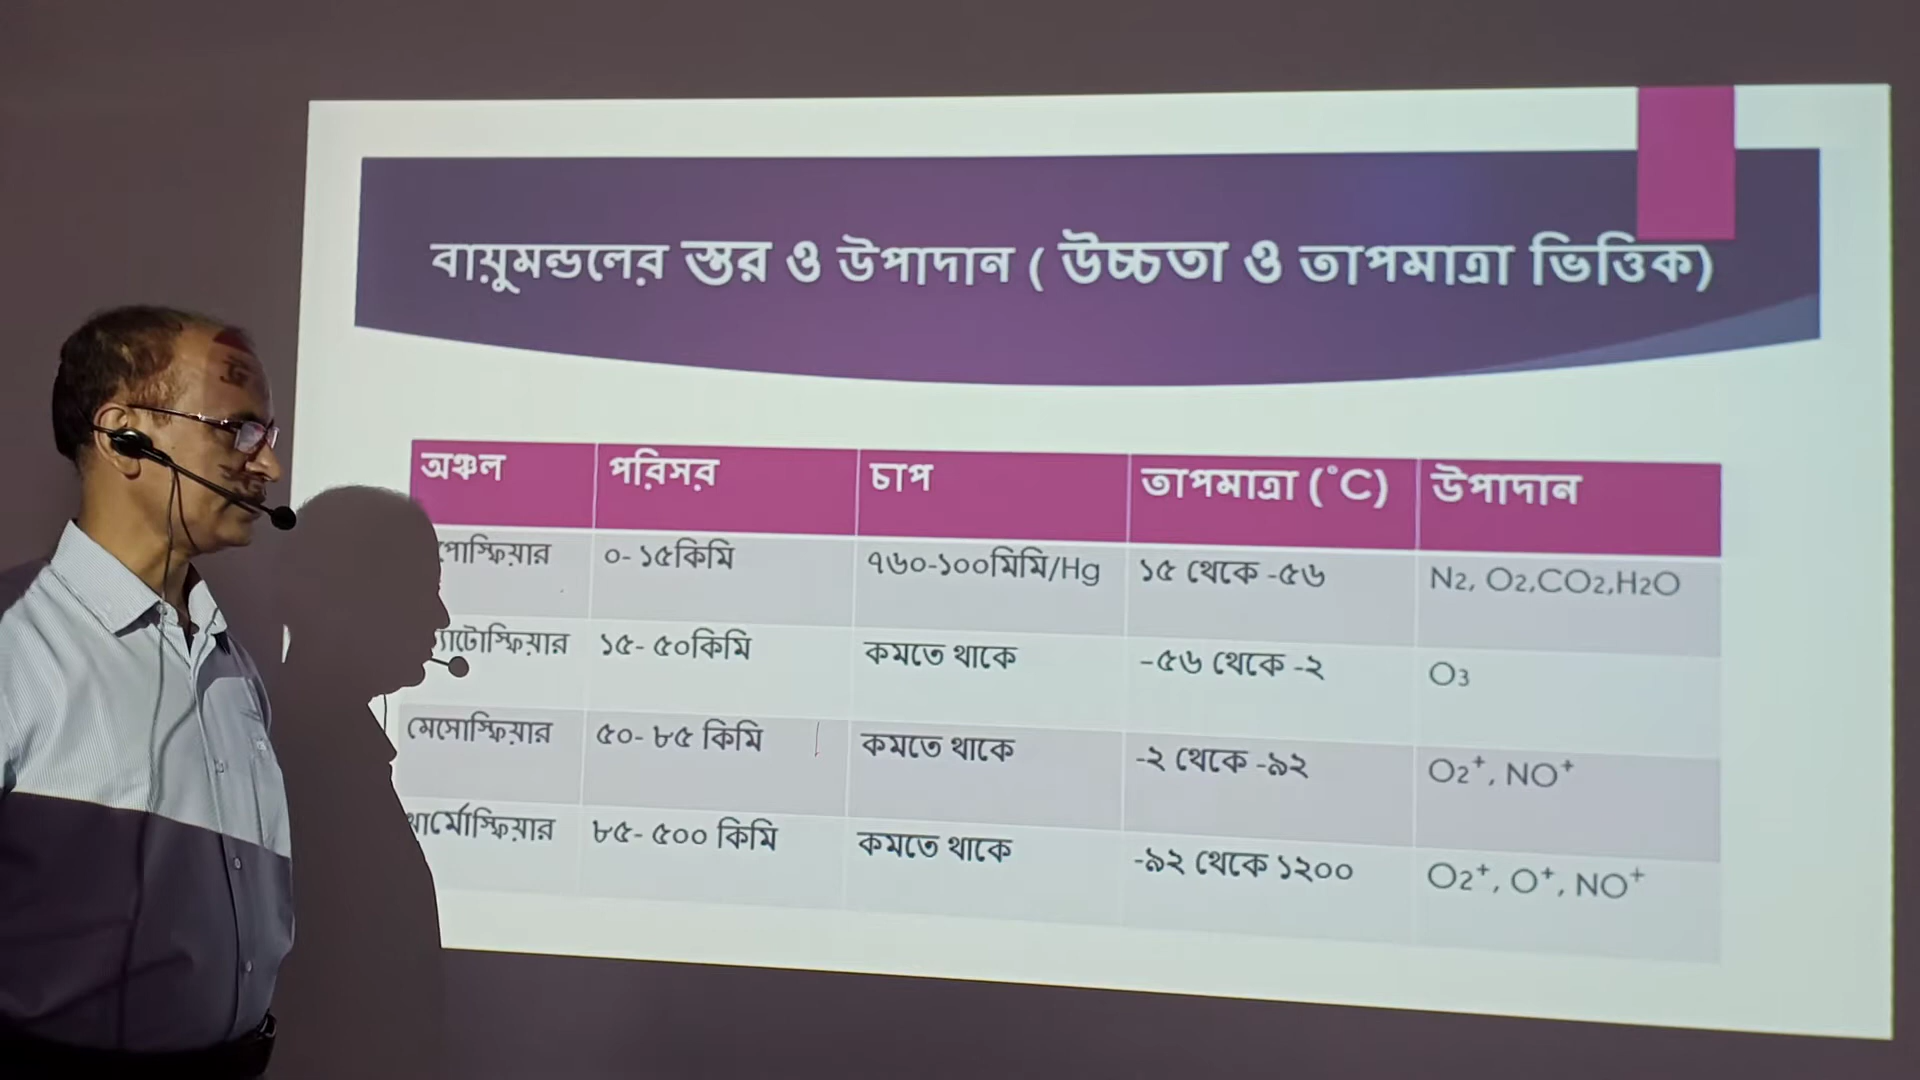 বায়ুমন্ডলের স্তর ও উপাদান ( উচ্চতা ও তাপমাত্রা ভিত্তিক)
অঞ্চল পরিসর চাপ তাপমাত্রা (°C) উপাদান
০- ১৫কিমি ৭৬০-১০০মিমি/Hg ১৫ থেকে -৫৬ N2, O2,CO2,H2O
১৫- ৫০কিমি কমতে থাকে -৫৬ থেকে -২ O3
মেসোস্ফিয়ার ৫০- ৮৫ কিমি কমতে থাকে -২ থেকে -৯২ O2+, NO+
থার্মোস্ফিয়ার ৮৫- ৫০০ কিমি কমতে থাকে -৯২ থেকে ১২০০ O2+, O+, NO+